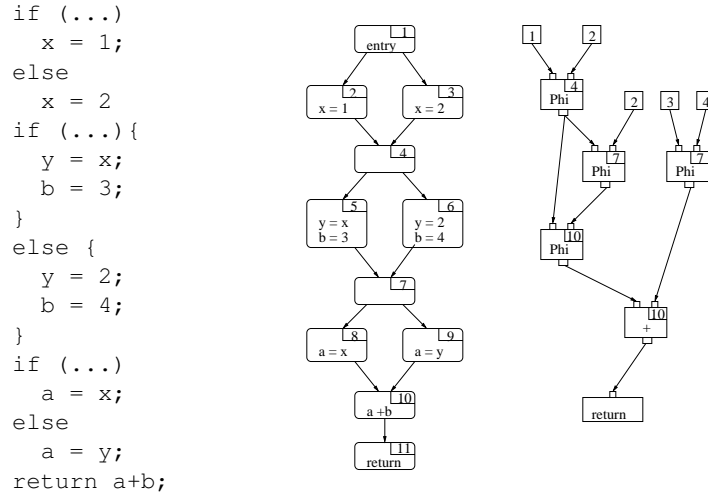 if (...)
x = 1;
else
x = 2
if (...){
y = x;
b = 3;
}
else {
y = 2;
b = 4;
}
if (...)
a = x;
else
a = y;
return a+b;
1
entry
2
x = 1
3
x = 2
4
5
y = x
b = 3
6
y = 2
b = 4
7
8
a = x
9
a = y
10
a +b
11
return
1
2
4
Phi
2
3
4
7
Phi
7
Phi
10
Phi
10
+
return